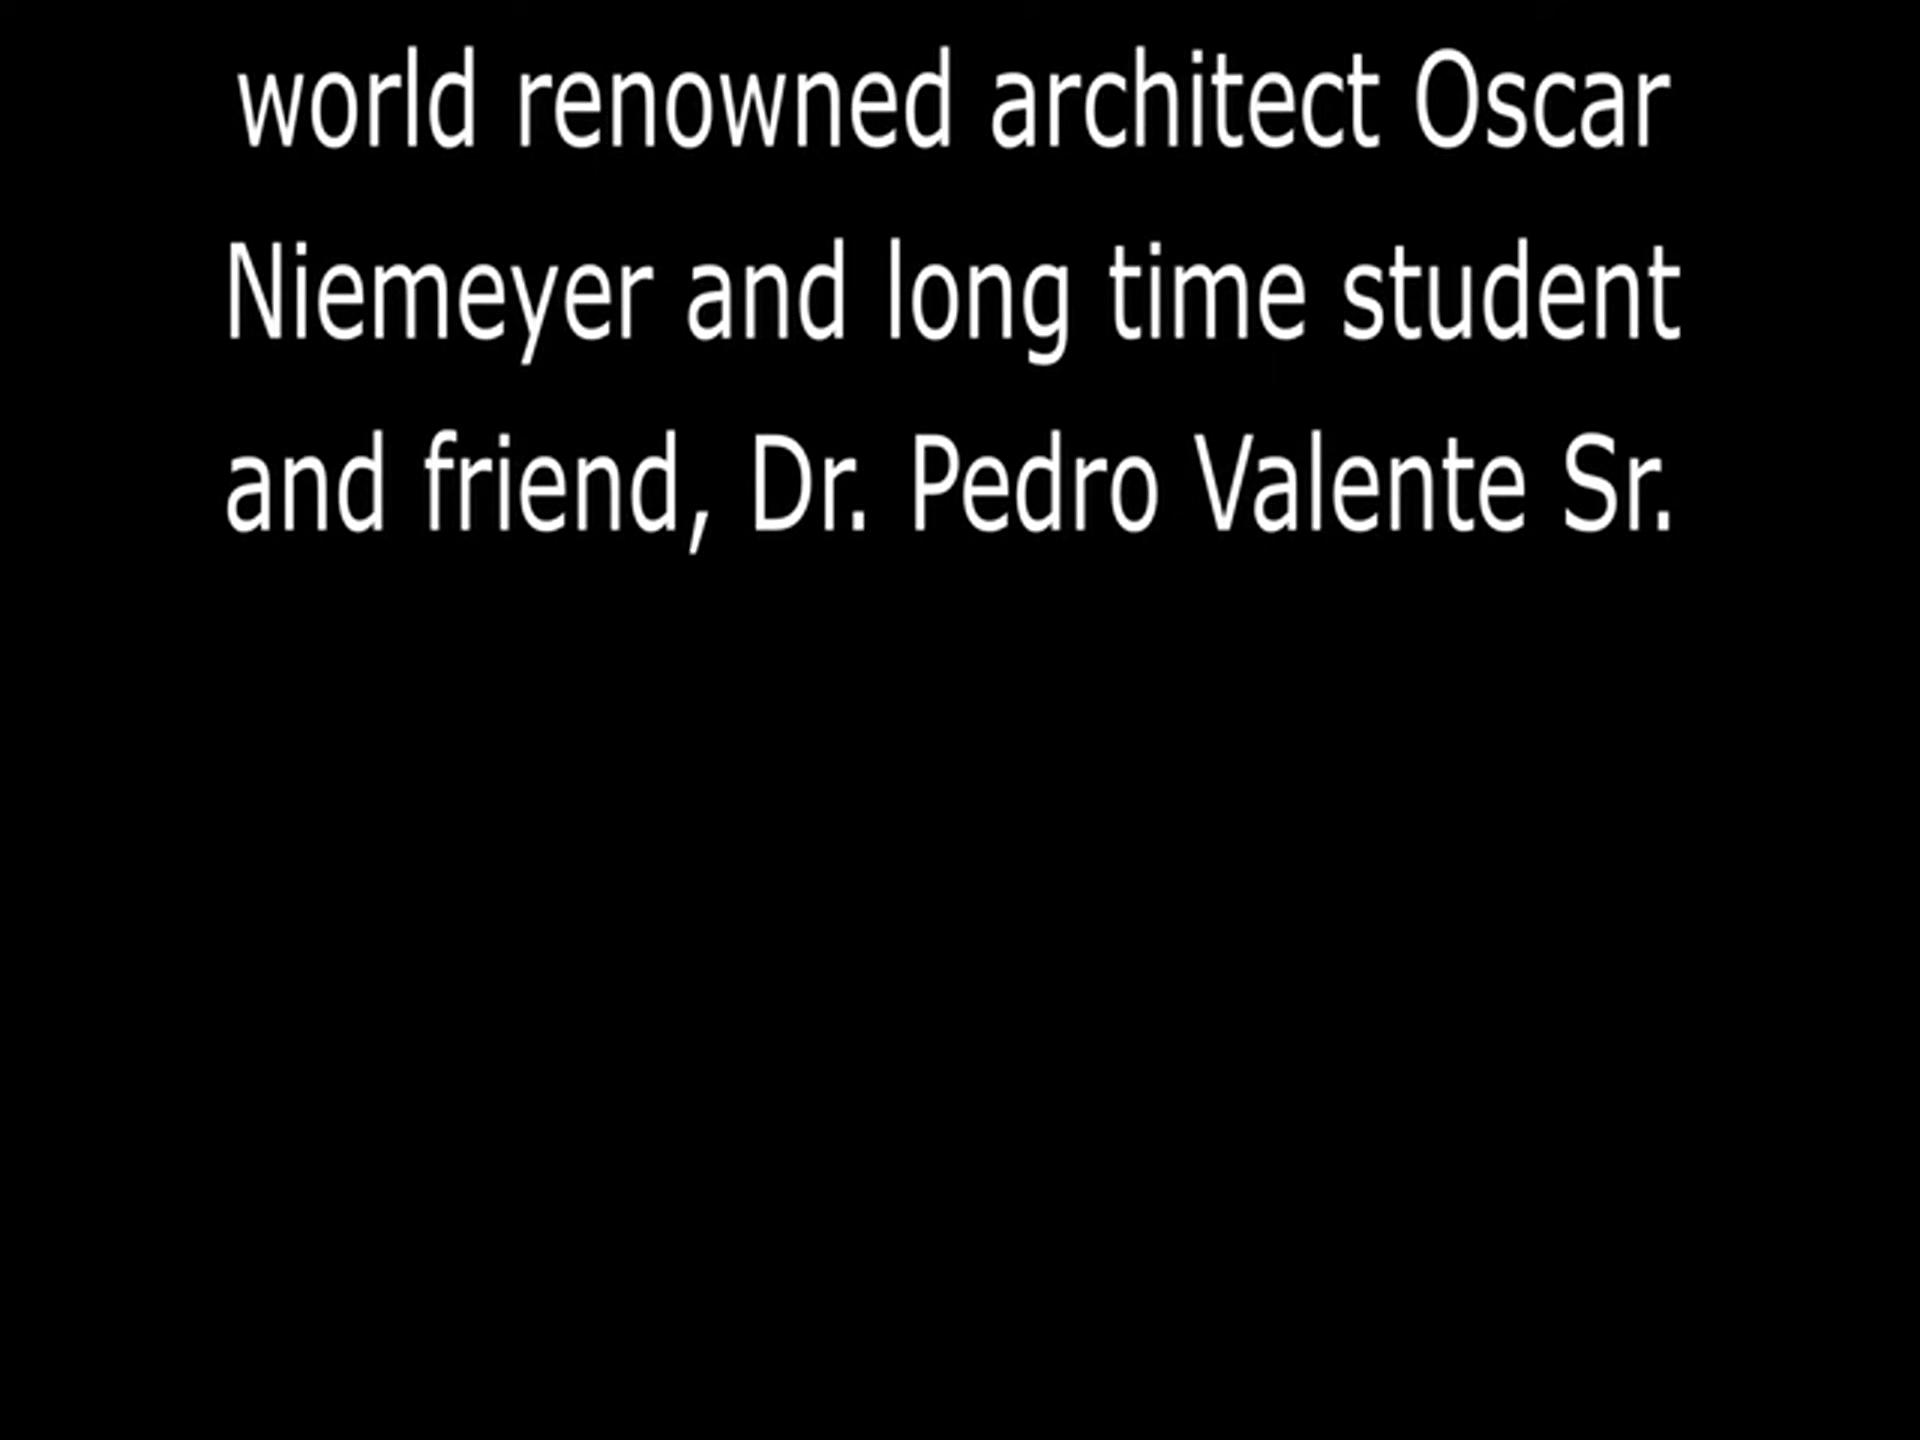 world renowned architect Oscar
Niemeyer and long time student
and friend, Dr. Pedro Valente Sr.